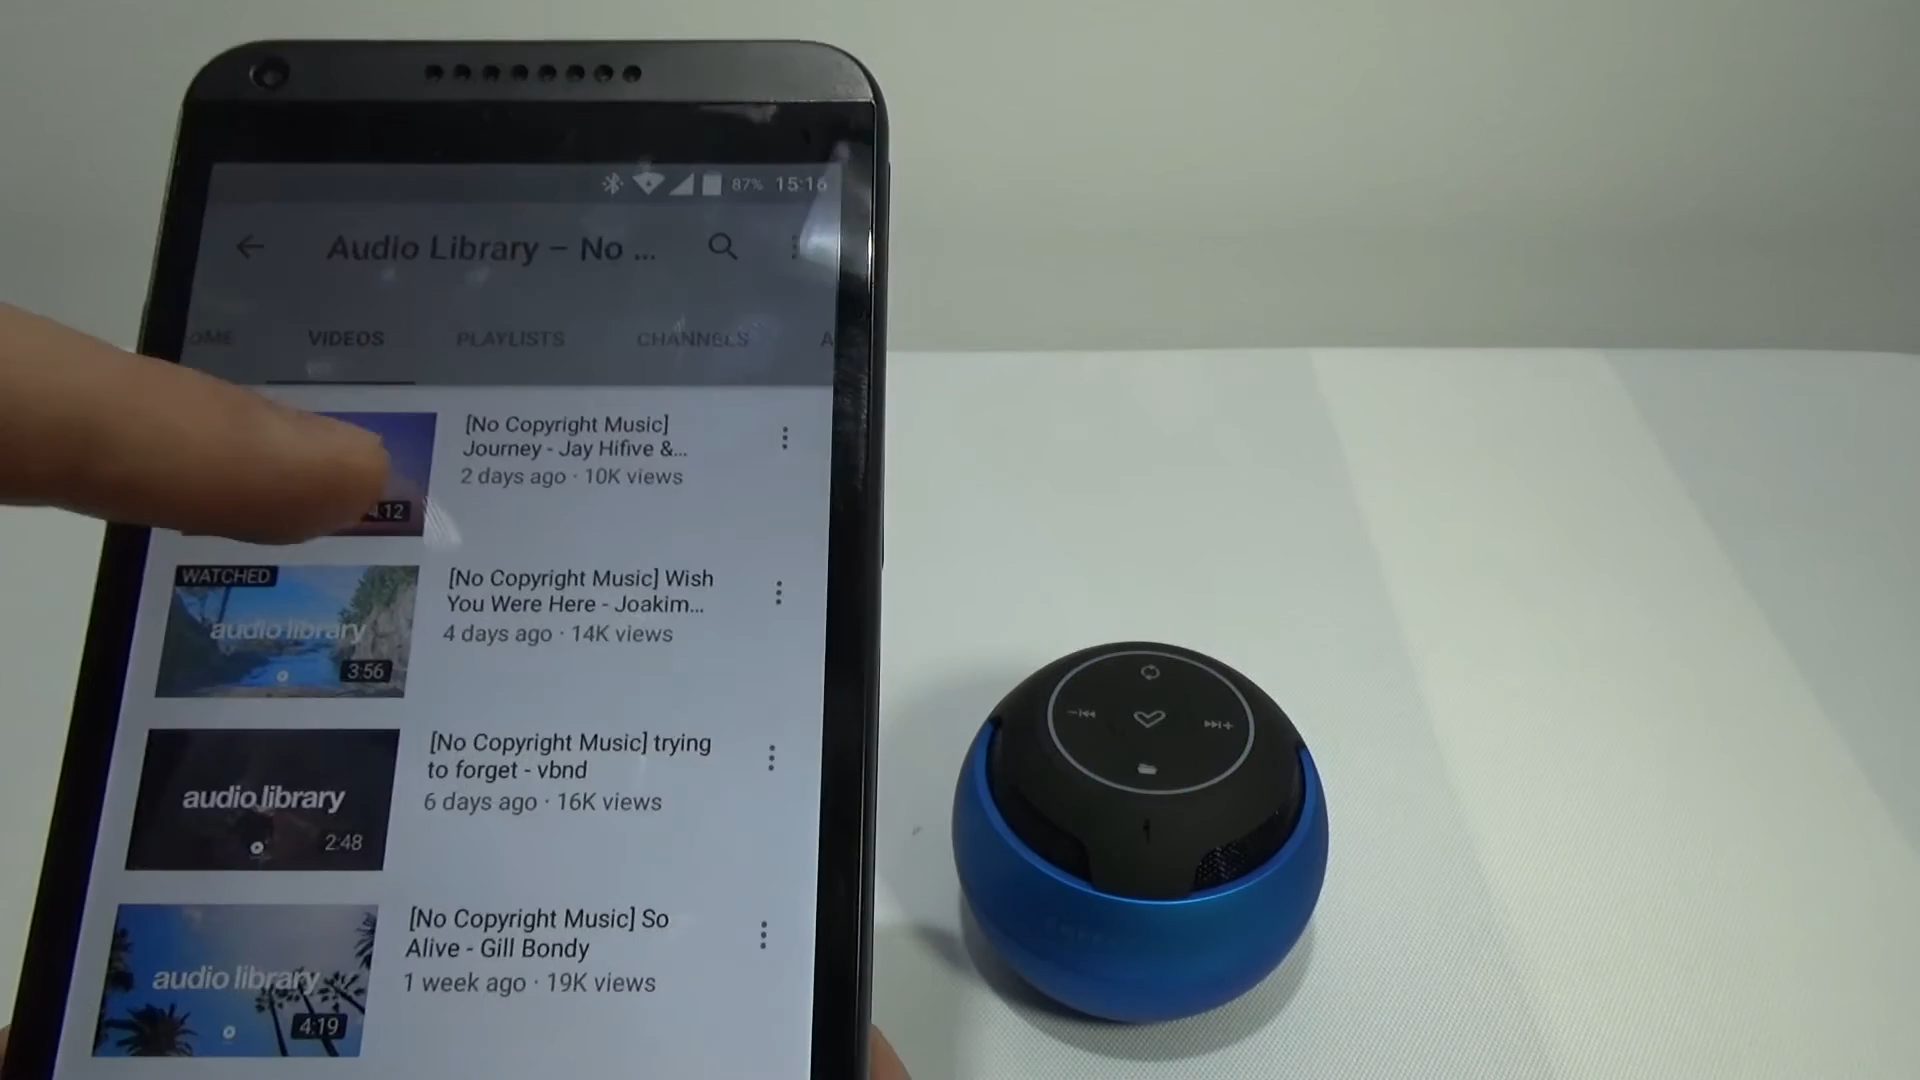 87% 15:16
Audio Library – No ...
OME VIDEOS PLAYLISTS CHANNELS A
[No Copyright Music]
Journey - Jay Hifive &...
2 days ago · 10K views
4:12
WATCHED
audio library
3:56
[No Copyright Music] Wish
You Were Here - Joakim...
4 days ago · 14K views
audio library
2:48
[No Copyright Music] trying
to forget - vbnd
6 days ago · 16K views
audio library
4:19
[No Copyright Music] So
Alive - Gill Bondy
1 week ago · 19K views